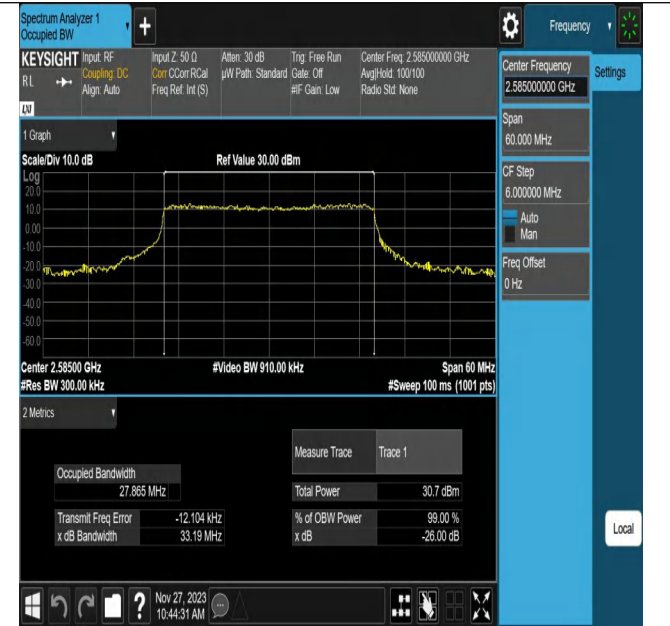 Spectrum Analyzer 1
Occupied BW
+
Frequency
KEYSIGHT
RL
LXI
Input: RF
Coupling: DC
Align: Auto
Input Z: 50 Ω
Corr CCorr RCal
Freq Ref: Int (S)
Atten: 30 dB
µW Path: Standard
Trig: Free Run
Gate: Off
#IF Gain: Low
Center Freq: 2.585000000 GHz
Avg|Hold: 100/100
Radio Std: None
Center Frequency
2.585000000 GHz
Settings
Span
60.000 MHz
CF Step
6.000000 MHz
Auto
Man
Freq Offset
0 Hz
Local
1 Graph
Scale/Div 10.0 dB
Ref Value 30.00 dBm
Log
20.0
10.0
0.00
-10.0
-20.0
-30.0
-40.0
-50.0
-60.0
Center 2.58500 GHz
#Video BW 910.00 kHz
Span 60 MHz
#Res BW 300.00 kHz
#Sweep 100 ms (1001 pts)
2 Metrics
Measure Trace Trace 1
Occupied Bandwidth
27.865 MHz
Total Power 30.7 dBm
Transmit Freq Error -12.104 kHz
% of OBW Power 99.00 %
x dB Bandwidth 33.19 MHz
x dB -26.00 dB
?
Nov 27, 2023
10:44:31 AM